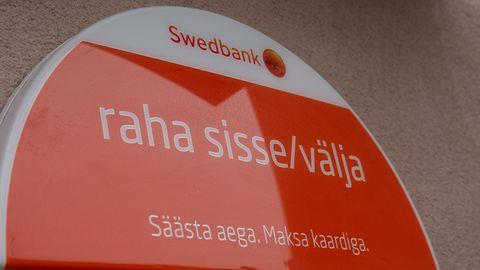 Swedbank
raha sisse/välja
Säästa aega. Maksa kaardiga.